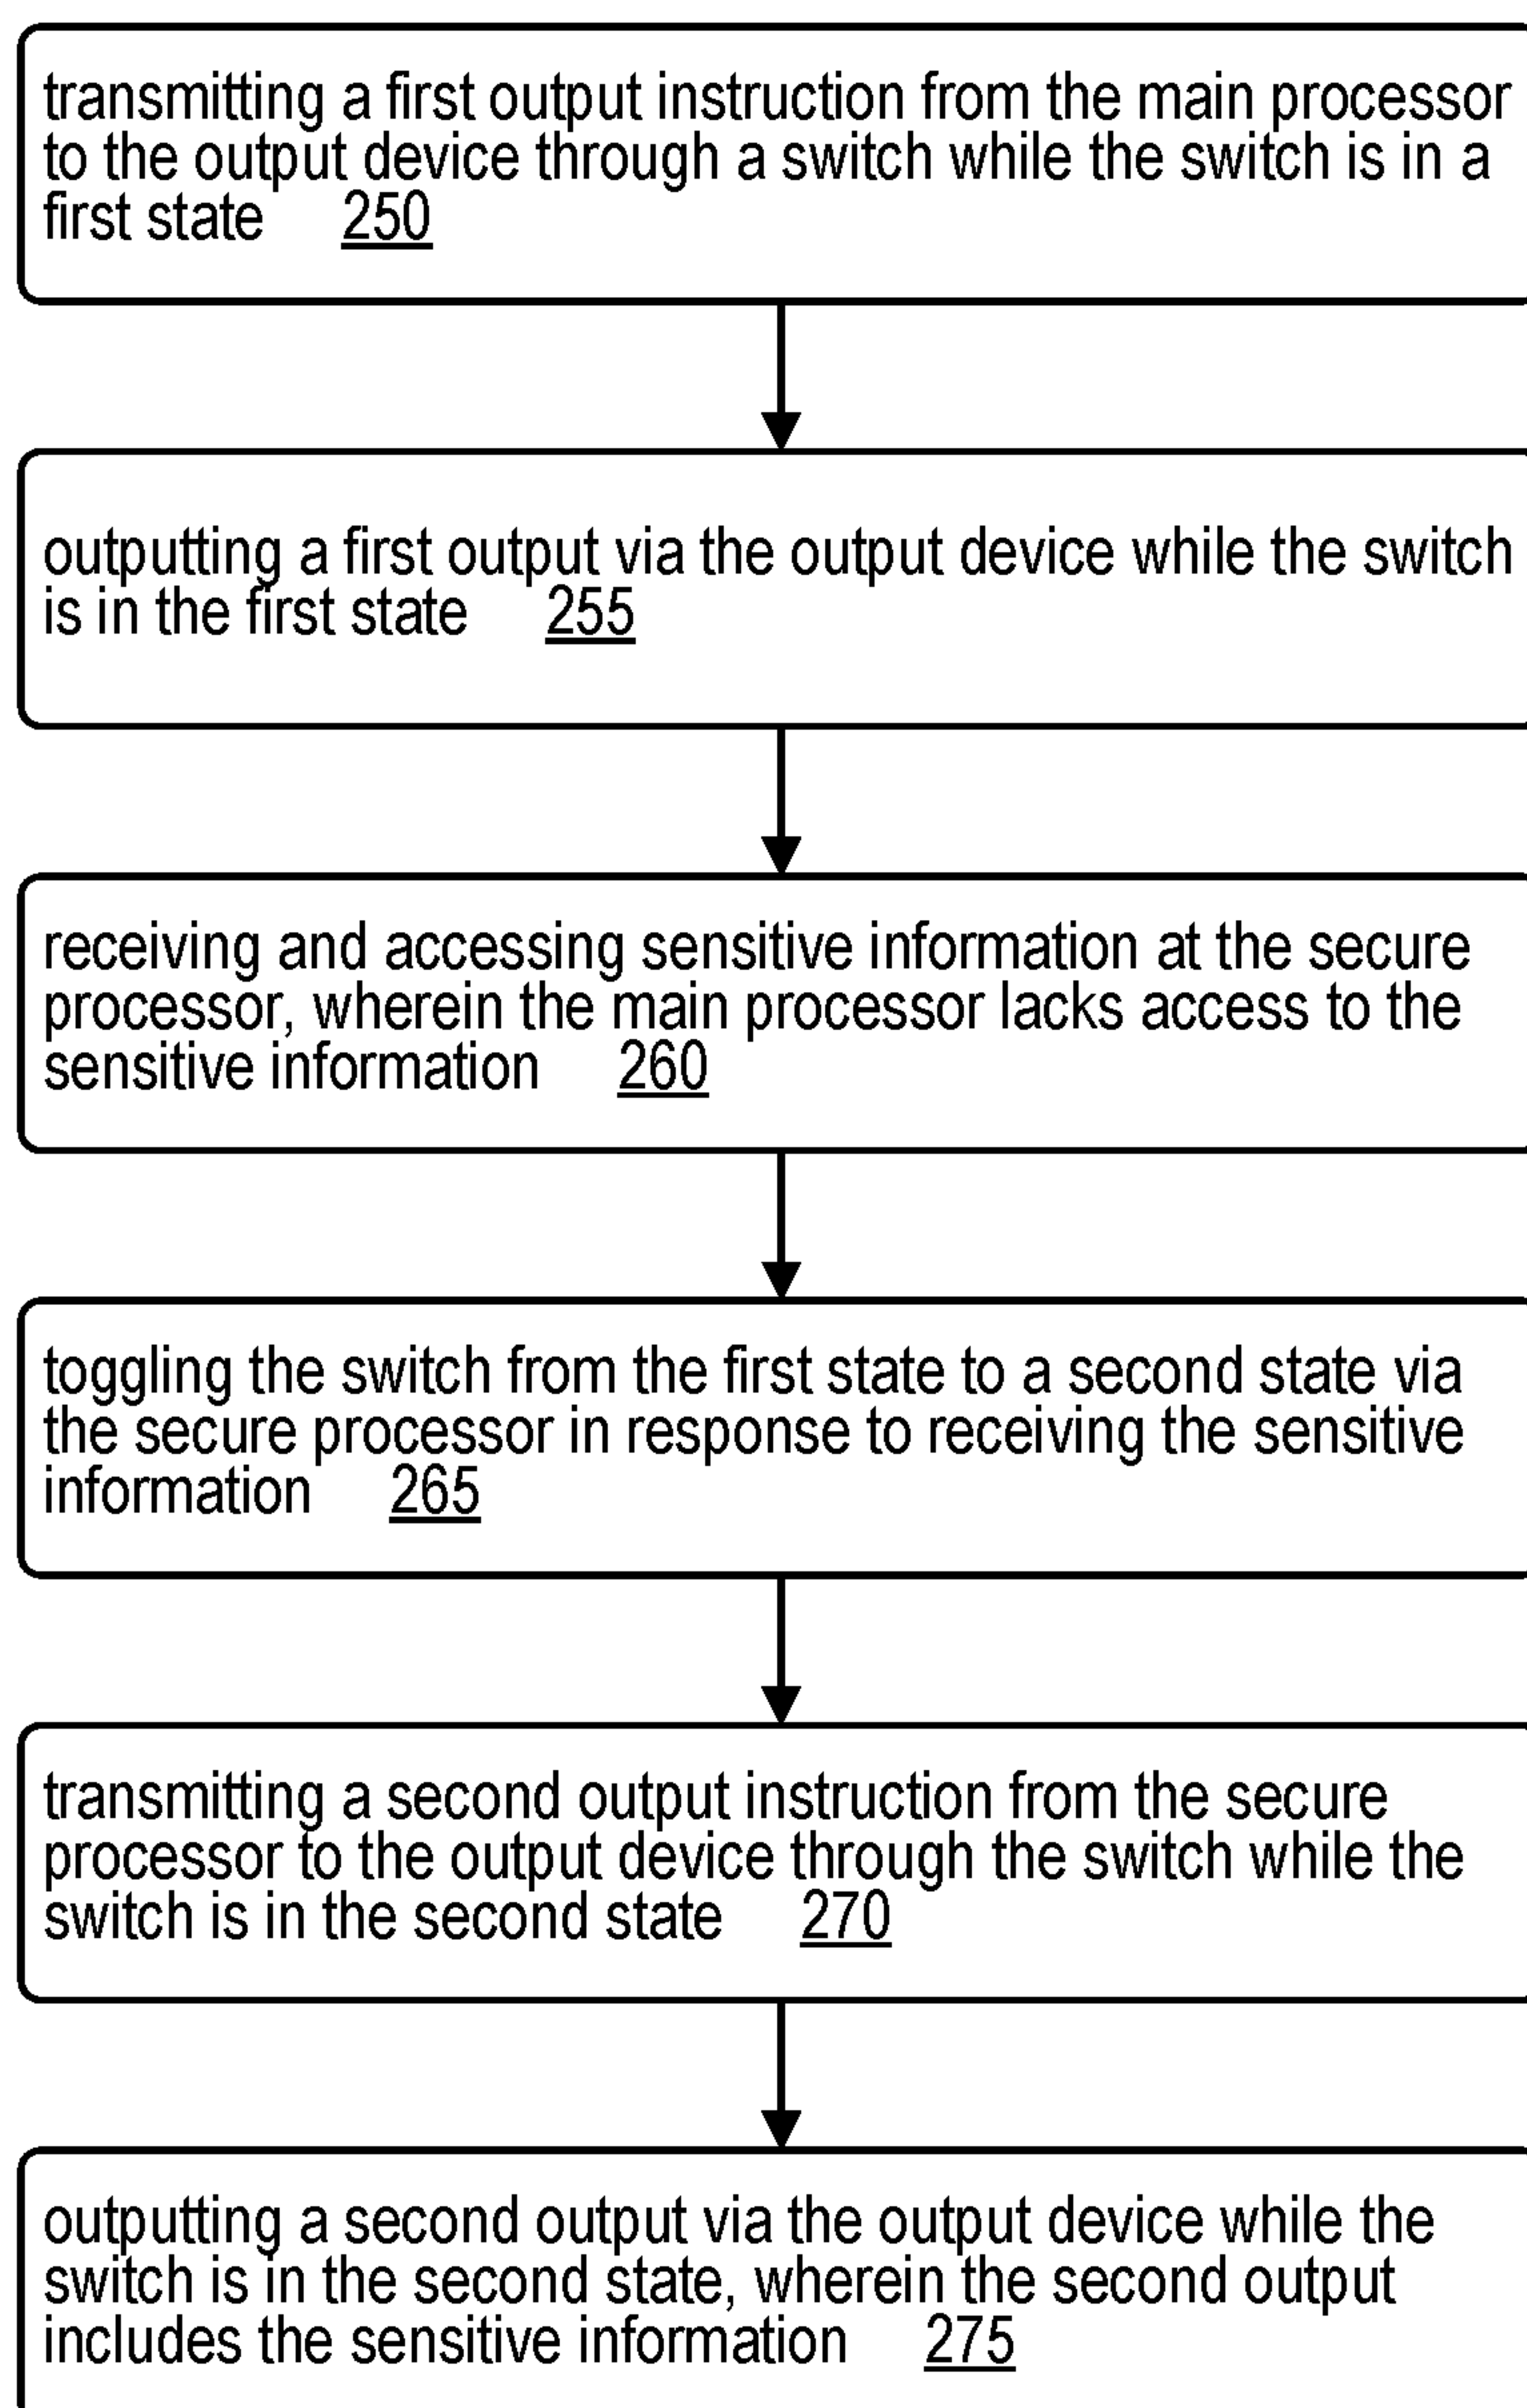 transmitting a first output instruction from the main processor
to the output device through a switch while the switch is in a
first state 250
outputting a first output via the output device while the switch
is in the first state 255
receiving and accessing sensitive information at the secure
processor, wherein the main processor lacks access to the
sensitive information 260
toggling the switch from the first state to a second state via
the secure processor in response to receiving the sensitive
information 265
transmitting a second output instruction from the secure
processor to the output device through the switch while the
switch is in the second state 270
outputting a second output via the output device while the
switch is in the second state, wherein the second output
includes the sensitive information 275